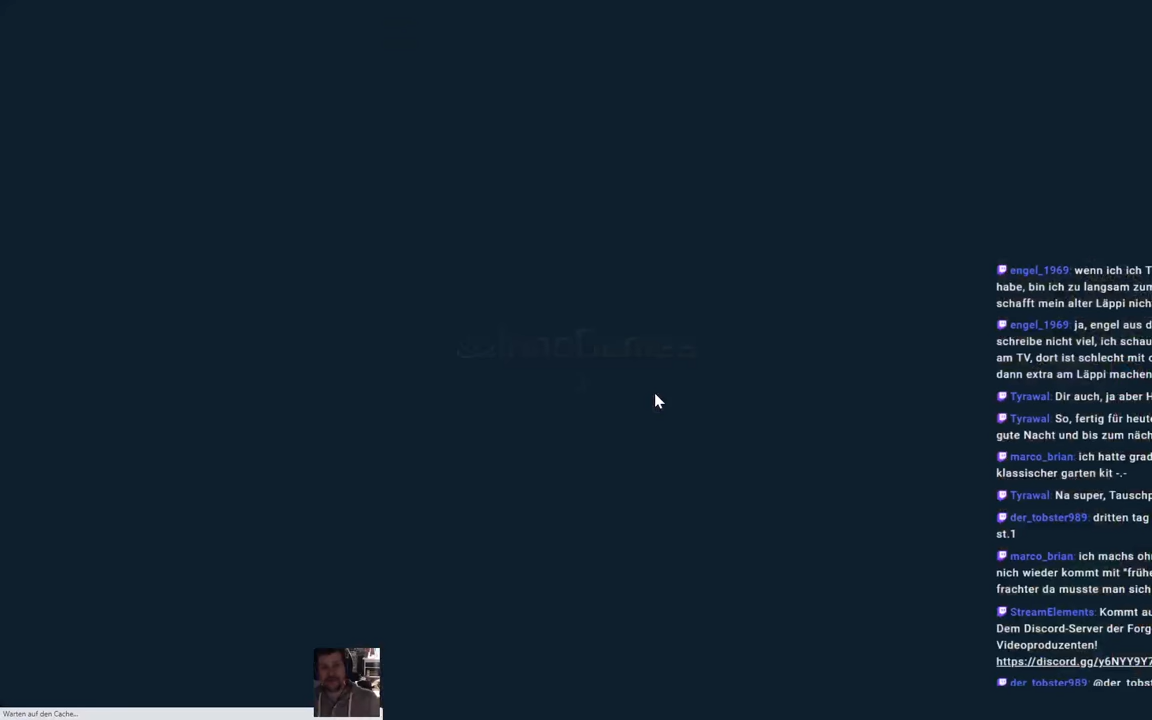 engel_1969: wenn ich ich T
habe, bin ich zu langsam zum
schafft mein alter Läppi nich
engel_1969: ja, engel aus d
schreibe nicht viel, ich schau
am TV, dort ist schlecht mit
dann extra am Läppi machen
Tyrawal: Dir auch, ja aber H
Tyrawal: So, fertig für heut
gute Nacht und bis zum näch
marco_brian: ich hatte grad
klassischer garten kit -.-
Tyrawal: Na super, Tauschp
der_tobster989: dritten tag
st.1
marco_brian: ich machs oh
nich wieder kommt mit "früh
frachter da musste man sich
StreamElements: Kommt au
Dem Discord-Server der Forg
Videoproduzenten!
https://discord.gg/y6NYY9Y7
der_tobster989: @der_tobst
Warten auf den Cache...